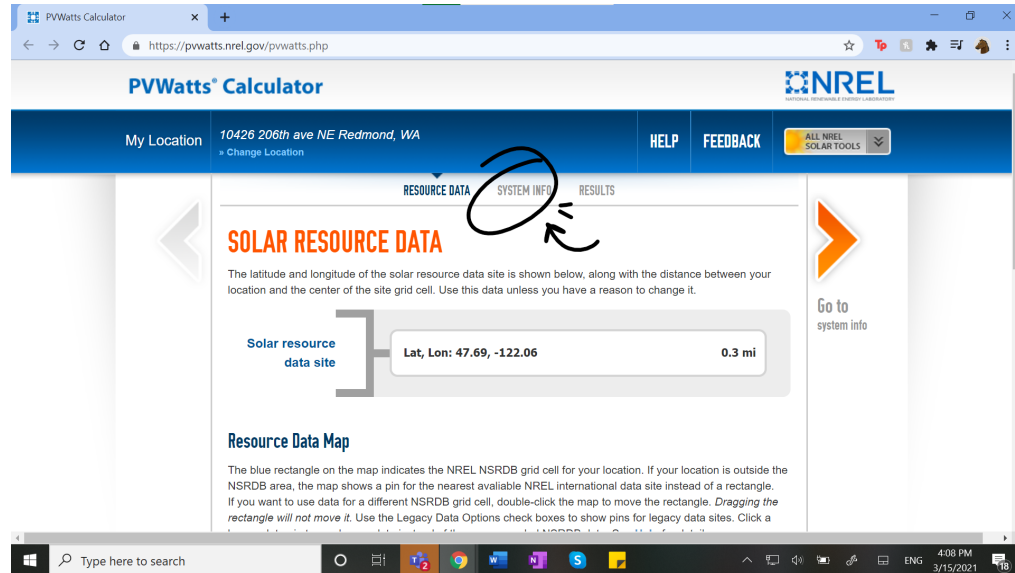 PVWatts Calculator
https://pvwatts.nrel.gov/pvwatts.php
PVWatts® Calculator
NREL
NATIONAL RENEWABLE ENERGY LABORATORY
My Location
10426 206th ave NE Redmond, WA
» Change Location
HELP
FEEDBACK
ALL NREL
SOLAR TOOLS
RESOURCE DATA
SYSTEM INFO
RESULTS
SOLAR RESOURCE DATA
The latitude and longitude of the solar resource data site is shown below, along with the distance between your
location and the center of the site grid cell. Use this data unless you have a reason to change it.
Go to
system info
Solar resource
data site
Lat, Lon: 47.69, -122.06
0.3 mi
Resource Data Map
The blue rectangle on the map indicates the NREL NSRDB grid cell for your location. If your location is outside the
NSRDB area, the map shows a pin for the nearest avaliable NREL international data site instead of a rectangle.
If you want to use data for a different NSRDB grid cell, double-click the map to move the rectangle. Dragging the
rectangle will not move it. Use the Legacy Data Options check boxes to show pins for legacy data sites. Click a
Type here to search
ENG
4:08 PM
3/15/2021
18